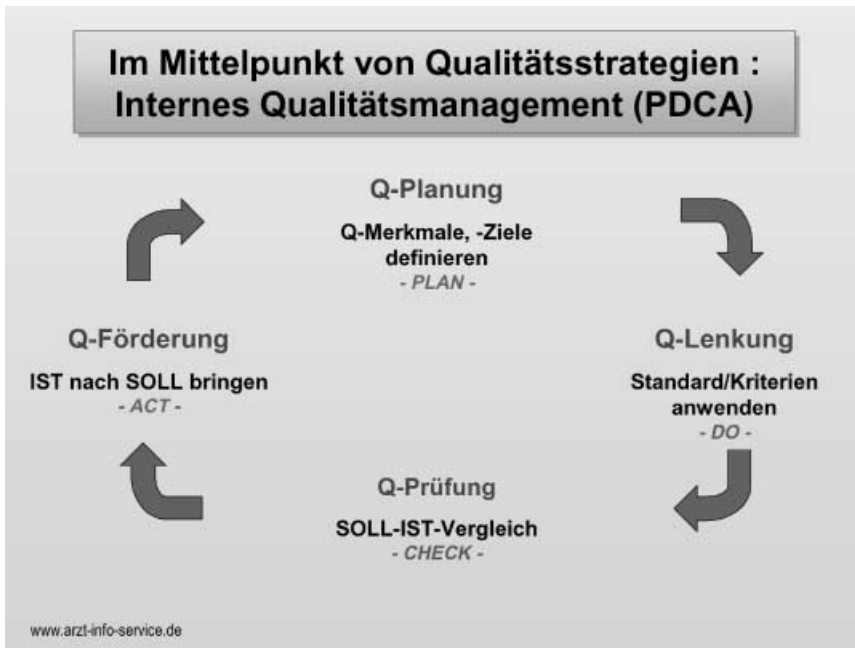 Im Mittelpunkt von Qualitätsstrategien :
Internes Qualitätsmanagement (PDCA)
Q-Planung
Q-Merkmale, -Ziele
definieren
- PLAN -
Q-Förderung
IST nach SOLL bringen
- ACT -
Q-Lenkung
Standard/Kriterien
anwenden
- DO -
Q-Prüfung
SOLL-IST-Vergleich
- CHECK -
www.arzt-info-service.de